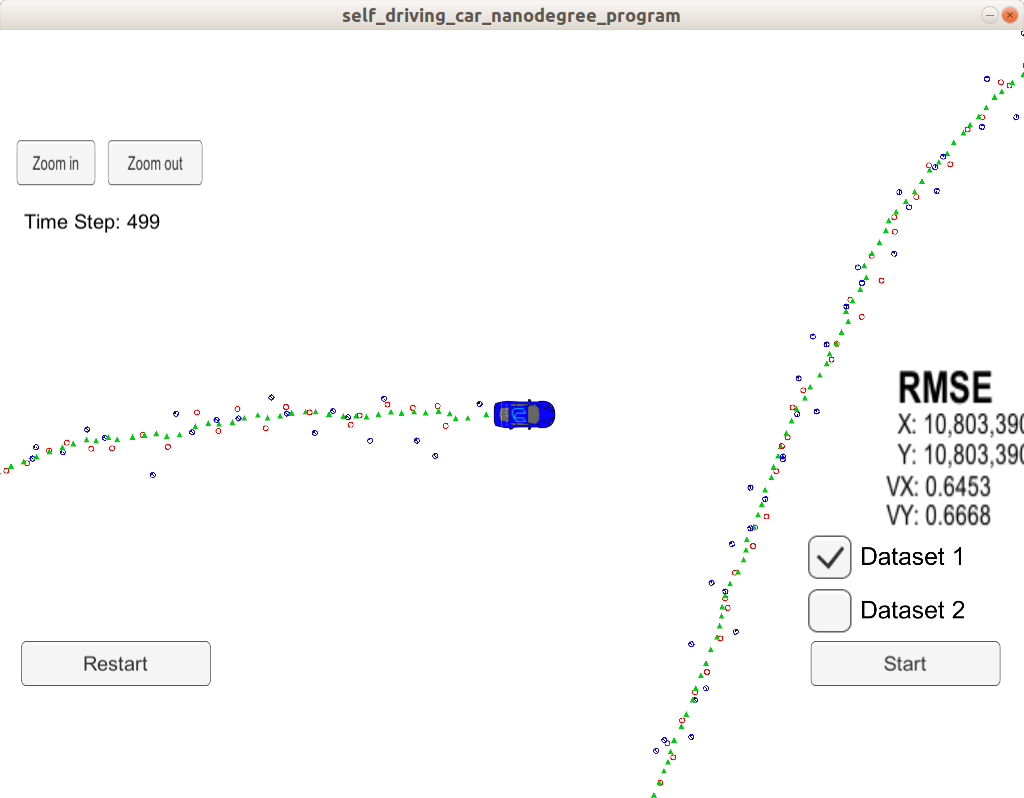 self_driving_car_nanodegree_program
Zoom in
Zoom out
Time Step: 499
RMSE
X: 10,803,390
Y: 10,803,390
VX: 0.6453
VY: 0.6668
Dataset 1
Dataset 2
Restart
Start